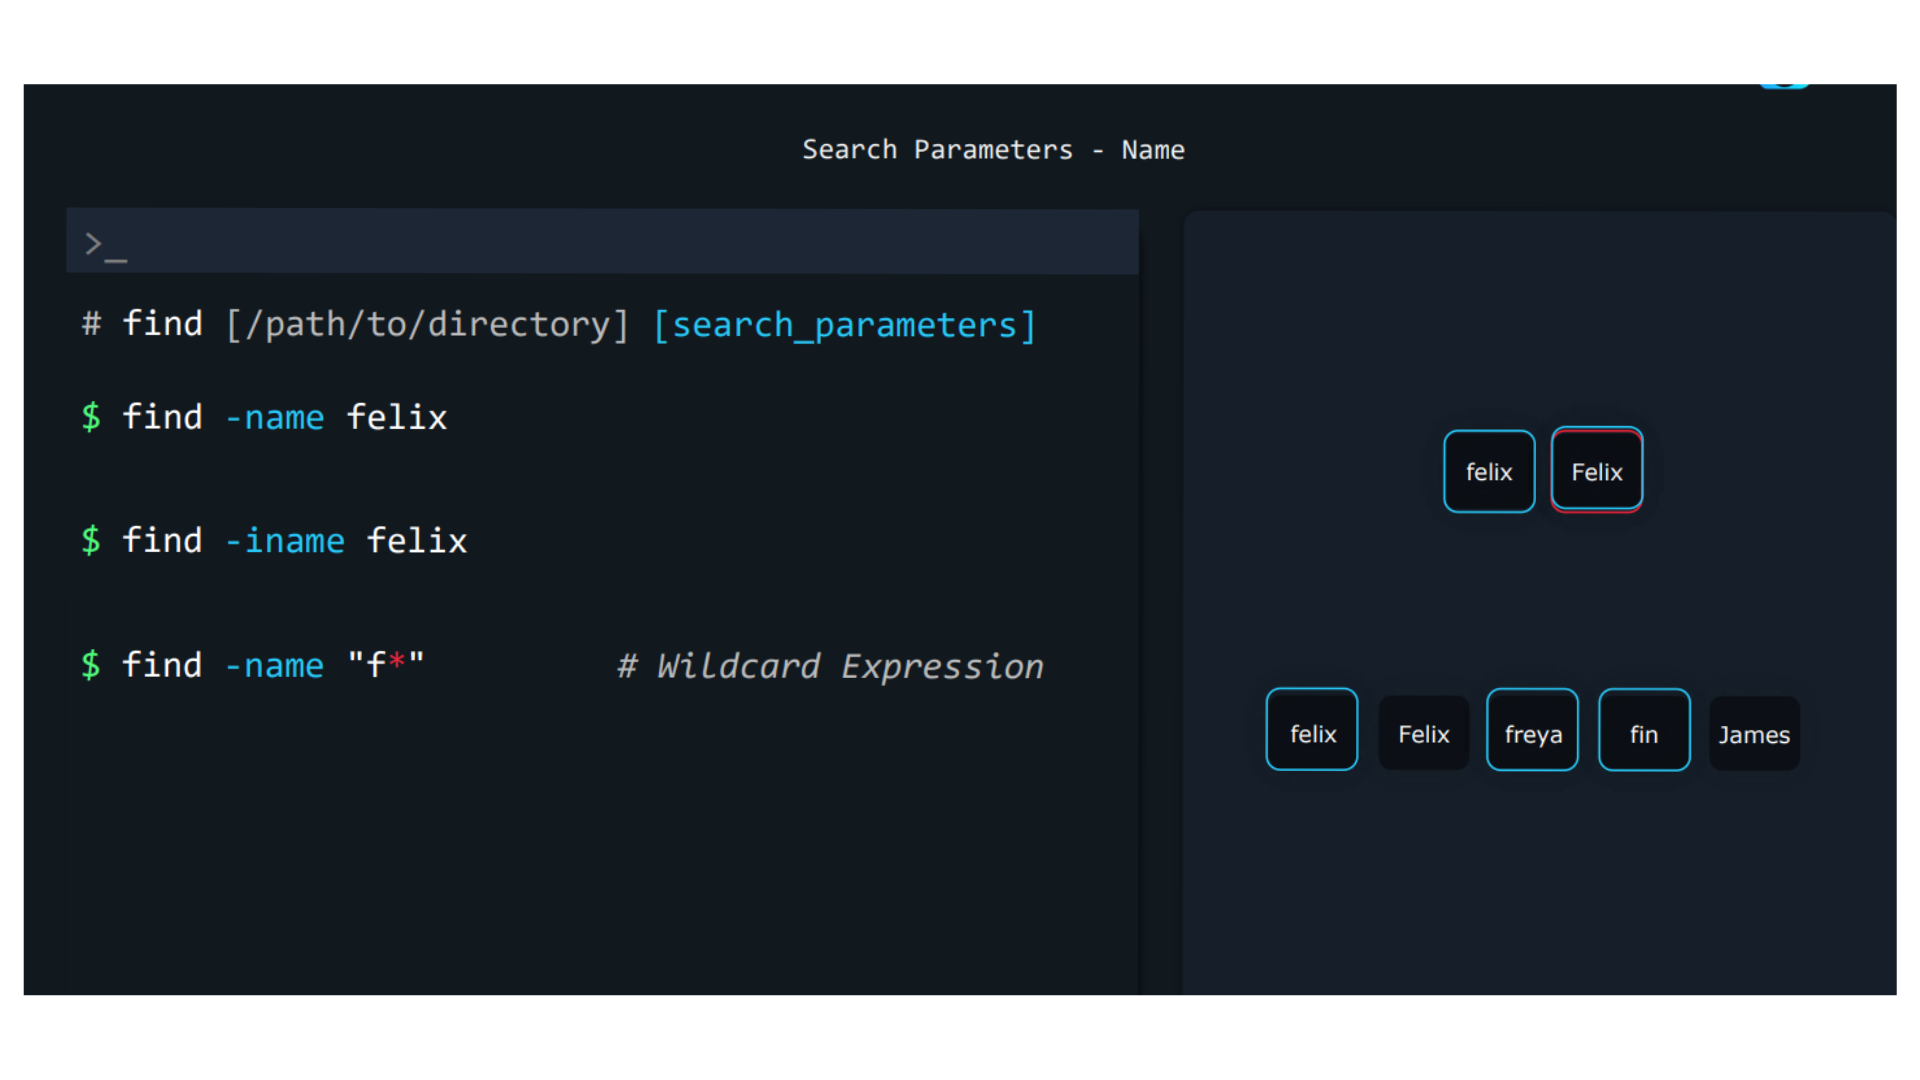 Search Parameters - Name
>_
# find [/path/to/directory] [search_parameters]
$ find -name felix
felix Felix
$ find -iname felix
$ find -name "f*" # Wildcard Expression
felix Felix freya fin James